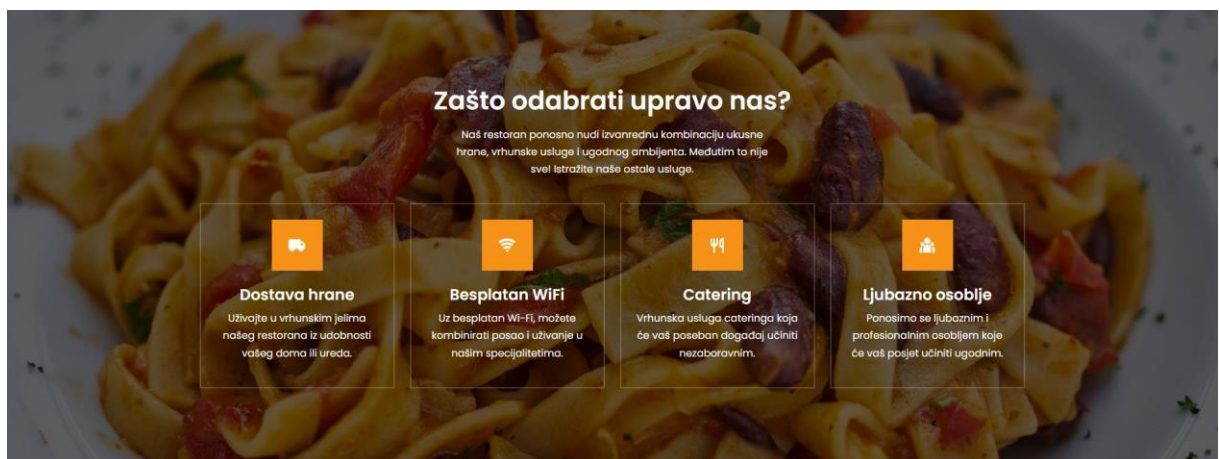 Zašto odabrati upravo nas?
Naš restoran ponosno nudi izvanrednu kombinaciju ukusne
hrane, vrhunske usluge i ugodnog ambijenta. Međutim to nije
sve! Istražite naše ostale usluge.
Dostava hrane
Uživajte u vrhunskim jelima
našeg restorana iz udobnosti
vašeg doma ili ureda.
Besplatan WiFi
Uz besplatan Wi-Fi, možete
kombinirati posao i uživanje u
našim specijalitetima.
Catering
Vrhunska usluga cateringa koja
će vaš poseban događaj učiniti
nezaboravnim.
Ljubazno osoblje
Ponosimo se ljubaznim i
profesionalnim osobljem koje
će vaš posjet učiniti ugodnim.